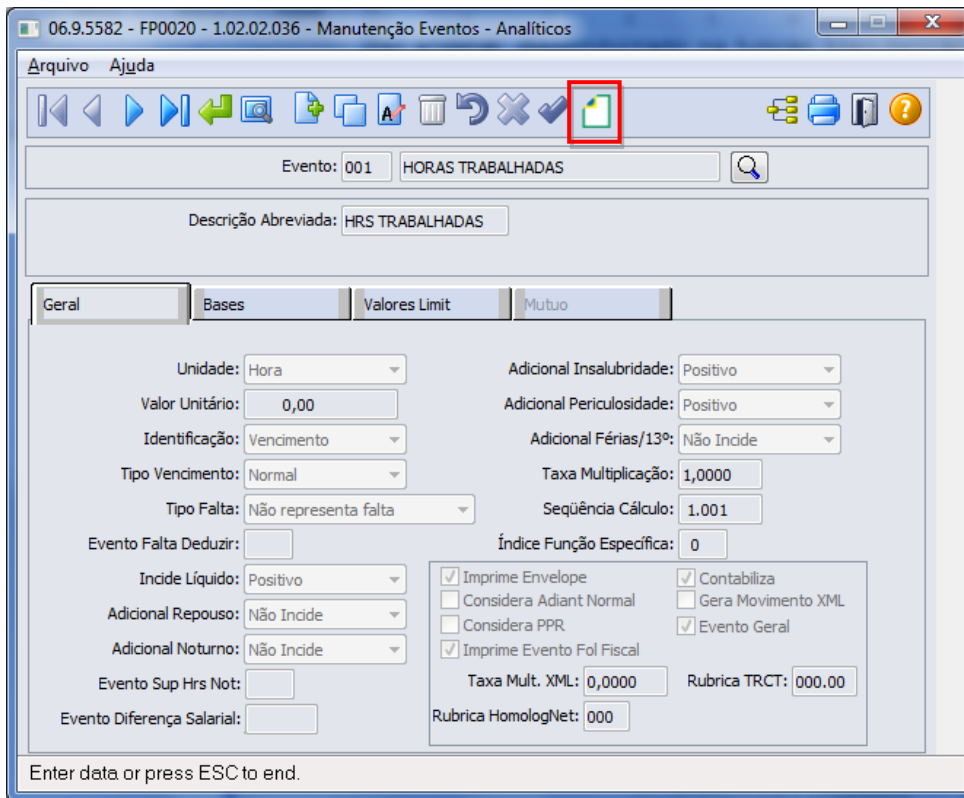 06.9.5582 - FP0020 - 1.02.02.036 - Manutenção Eventos - Analíticos
Arquivo Ajuda
Evento: 001 HORAS TRABALHADAS
Descrição Abreviada: HRS TRABALHADAS
Geral Bases Valores Limit Mutuo
Unidade: Hora Adicional Insalubridade: Positivo
Valor Unitário: 0,00 Adicional Periculosidade: Positivo
Identificação: Vencimento Adicional Férias/13º: Não Incide
Tipo Vencimento: Normal Taxa Multiplicação: 1,0000
Tipo Falta: Não representa falta Seqüência Cálculo: 1.001
Evento Falta Deduzir: Índice Função Específica: 0
Incide Líquido: Positivo Imprime Envelope Contabiliza
Considera Adiant Normal Gera Movimento XML
Adicional Repouso: Não Incide Considera PPR Evento Geral
Adicional Noturno: Não Incide Imprime Evento Fol Fiscal
Evento Sup Hrs Not: Taxa Mult. XML: 0,0000 Rubrica TRCT: 000.00
Evento Diferença Salarial: Rubrica HomologNet: 000
Enter data or press ESC to end.